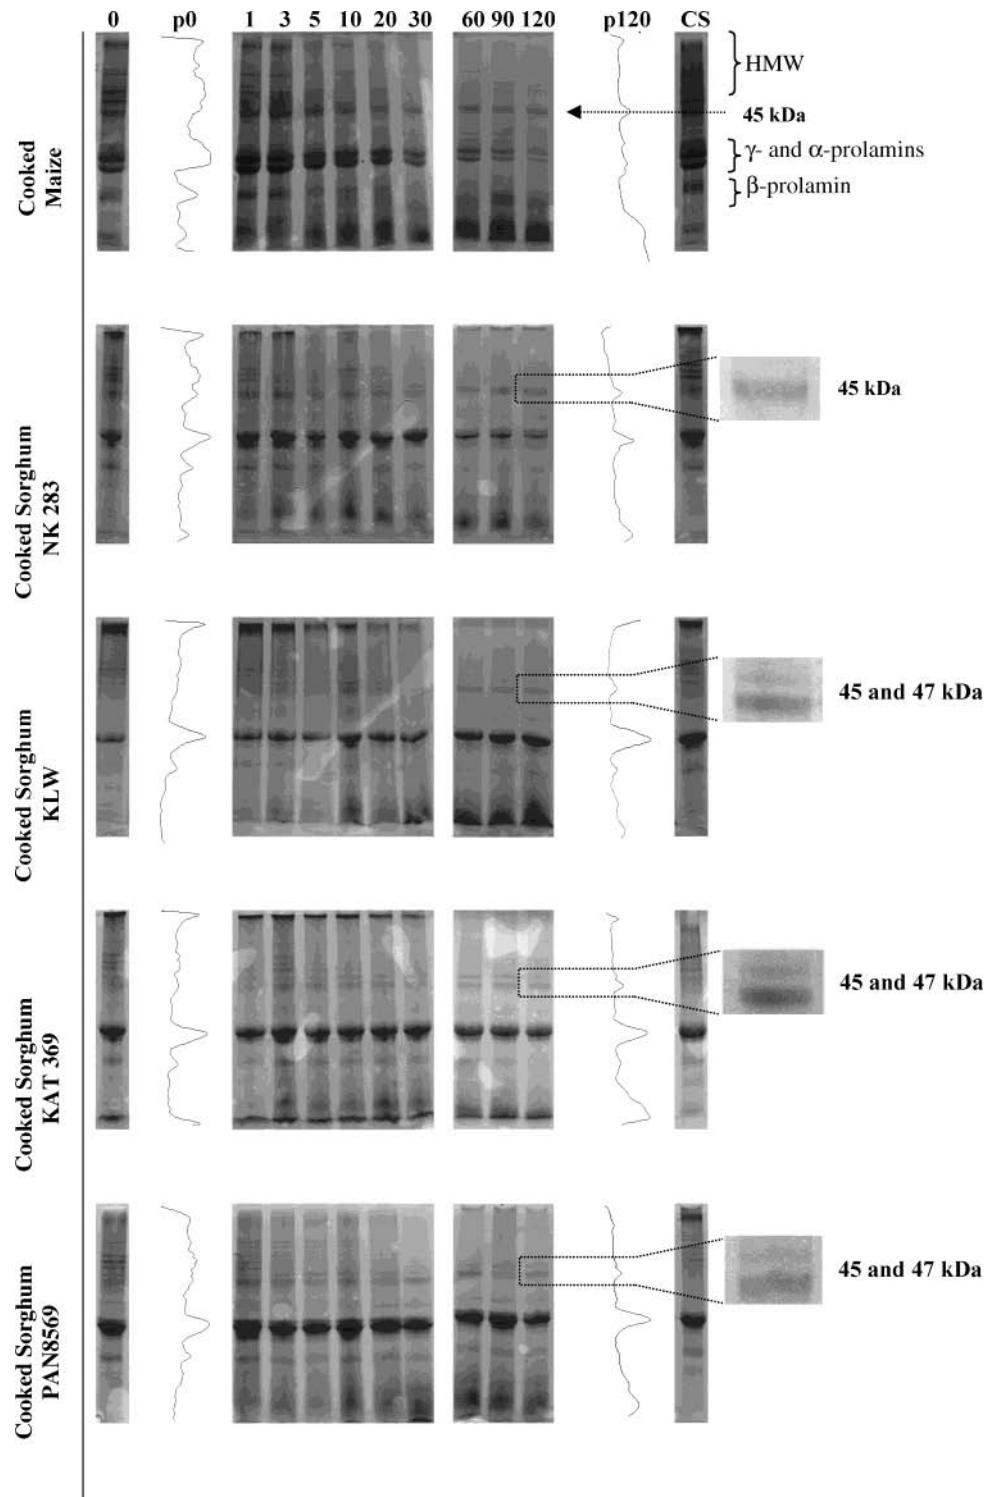 0 p0 1 3 5 10 20 30 60 90 120 p120 CS
HMW
45 kDa
γ- and α-prolamins
β-prolamin
Cooked
Maize
45 kDa
Cooked Sorghum
NK 283
45 and 47 kDa
Cooked Sorghum
KLW
45 and 47 kDa
Cooked Sorghum
KAT 369
45 and 47 kDa
Cooked Sorghum
PAN8569